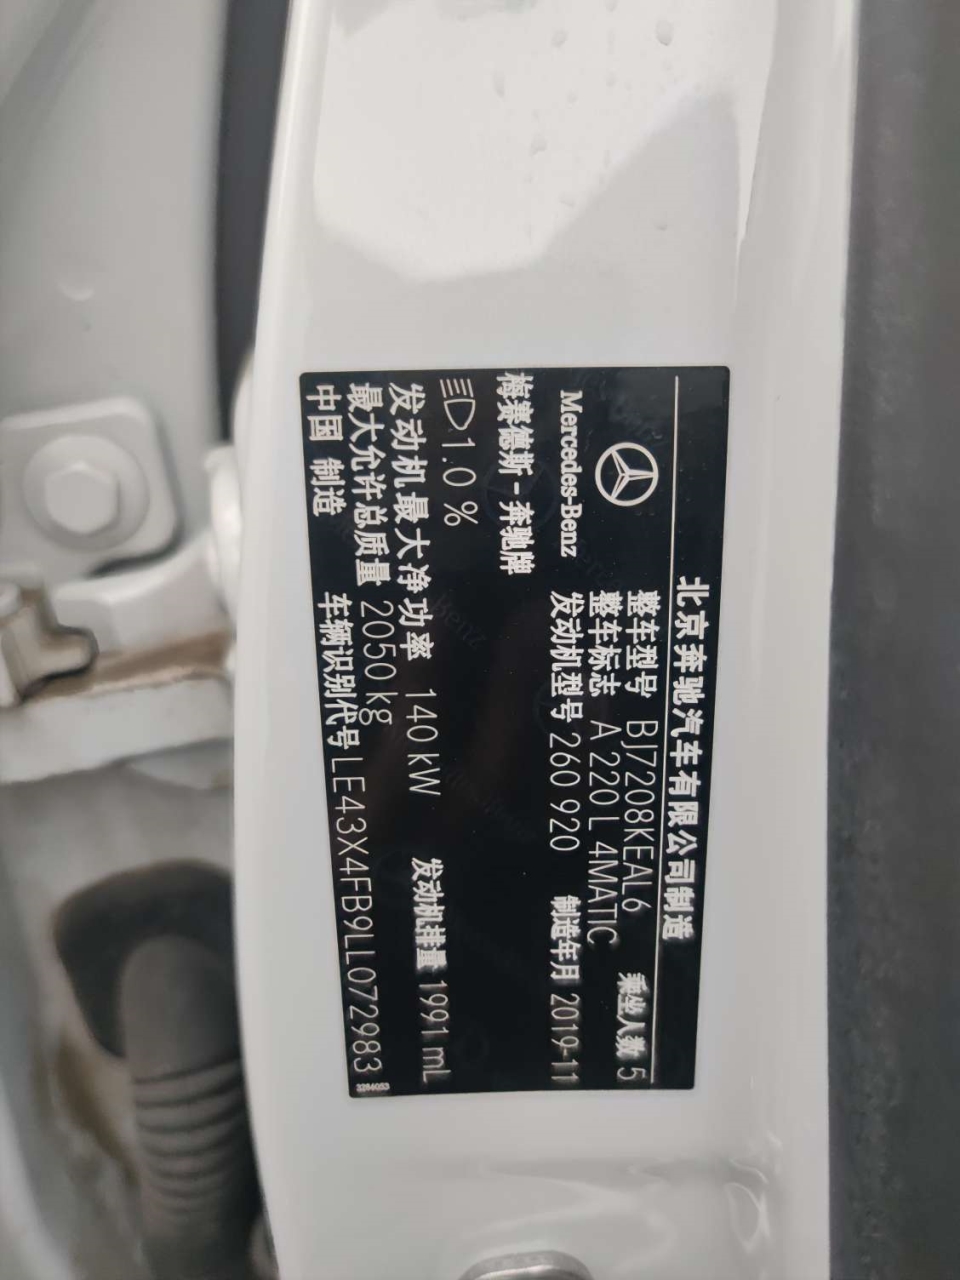 北京奔驰汽车有限公司制造
Mercedes-Benz
整车型号 BJ7208KEAL6 乘坐人数 5
整车标志 A 220 L 4MATIC
梅赛德斯-奔驰牌 发动机型号 260 920 制造年月 2019-11
1.0 %
发动机最大净功率 140 kW 发动机排量 1991 mL
最大允许总质量 2050 kg
中国 制造 车辆识别代号 LE43X4FB9LL072983
3284053